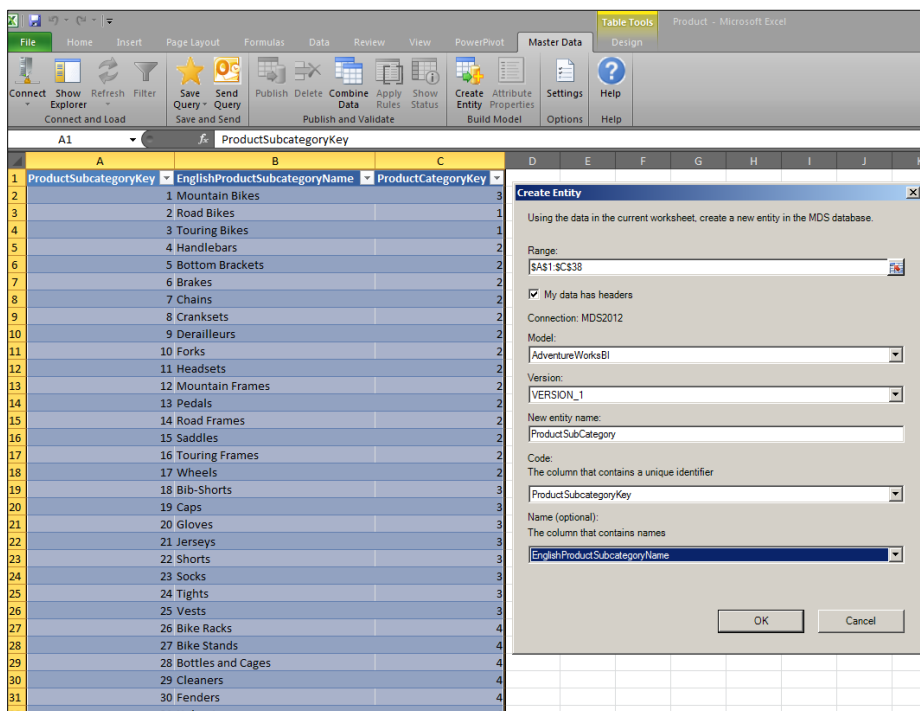 Table Tools Product - Microsoft Excel
File Home Insert Page Layout Formulas Data Review View PowerPivot Master Data Design
Connect Show Explorer Refresh Filter Save Query Send Query Publish Delete Combine Data Apply Rules Show Status Create Entity Attribute Properties Settings Help
Connect and Load Save and Send Publish and Validate Build Model Options Help
A1 fx ProductSubcategoryKey
A B C D E F G H I J
1 ProductSubcategoryKey EnglishProductSubcategoryName ProductCategoryKey
2 1 Mountain Bikes 3
3 2 Road Bikes 1
4 3 Touring Bikes 1
5 4 Handlebars 2
6 5 Bottom Brackets 2
7 6 Brakes 2
8 7 Chains 2
9 8 Cranksets 2
10 9 Derailleurs 2
11 10 Forks 2
12 11 Headsets 2
13 12 Mountain Frames 2
14 13 Pedals 2
15 14 Road Frames 2
16 15 Saddles 2
17 16 Touring Frames 2
18 17 Wheels 2
19 18 Bib-Shorts 3
20 19 Caps 3
21 20 Gloves 3
22 21 Jerseys 3
23 22 Shorts 3
24 23 Socks 3
25 24 Tights 3
26 25 Vests 3
27 26 Bike Racks 4
28 27 Bike Stands 4
29 28 Bottles and Cages 4
30 29 Cleaners 4
31 30 Fenders 4
Create Entity
Using the data in the current worksheet, create a new entity in the MDS database.
Range:
$A$1:$C$38
My data has headers
Connection: MDS2012
Model:
AdventureWorksBI
Version:
VERSION_1
New entity name:
ProductSubCategory
Code:
The column that contains a unique identifier
ProductSubcategoryKey
Name (optional):
The column that contains names
EnglishProductSubcategoryName
OK Cancel